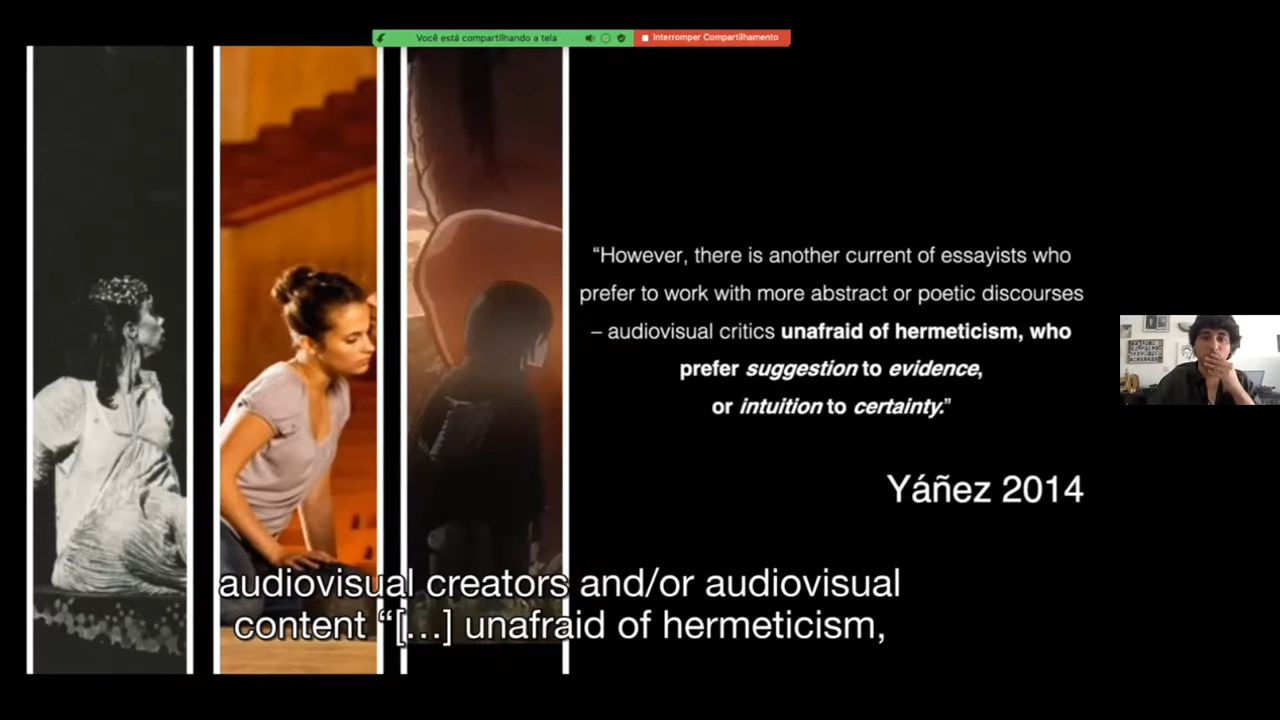 Você está compartilhando a tela
Interromper Compartilhamento
“However, there is another current of essayists who
prefer to work with more abstract or poetic discourses
– audiovisual critics unafraid of hermeticism, who
prefer suggestion to evidence,
or intuition to certainty.”
Yáñez 2014
audiovisual creators and/or audiovisual
content “[...] unafraid of hermeticism,